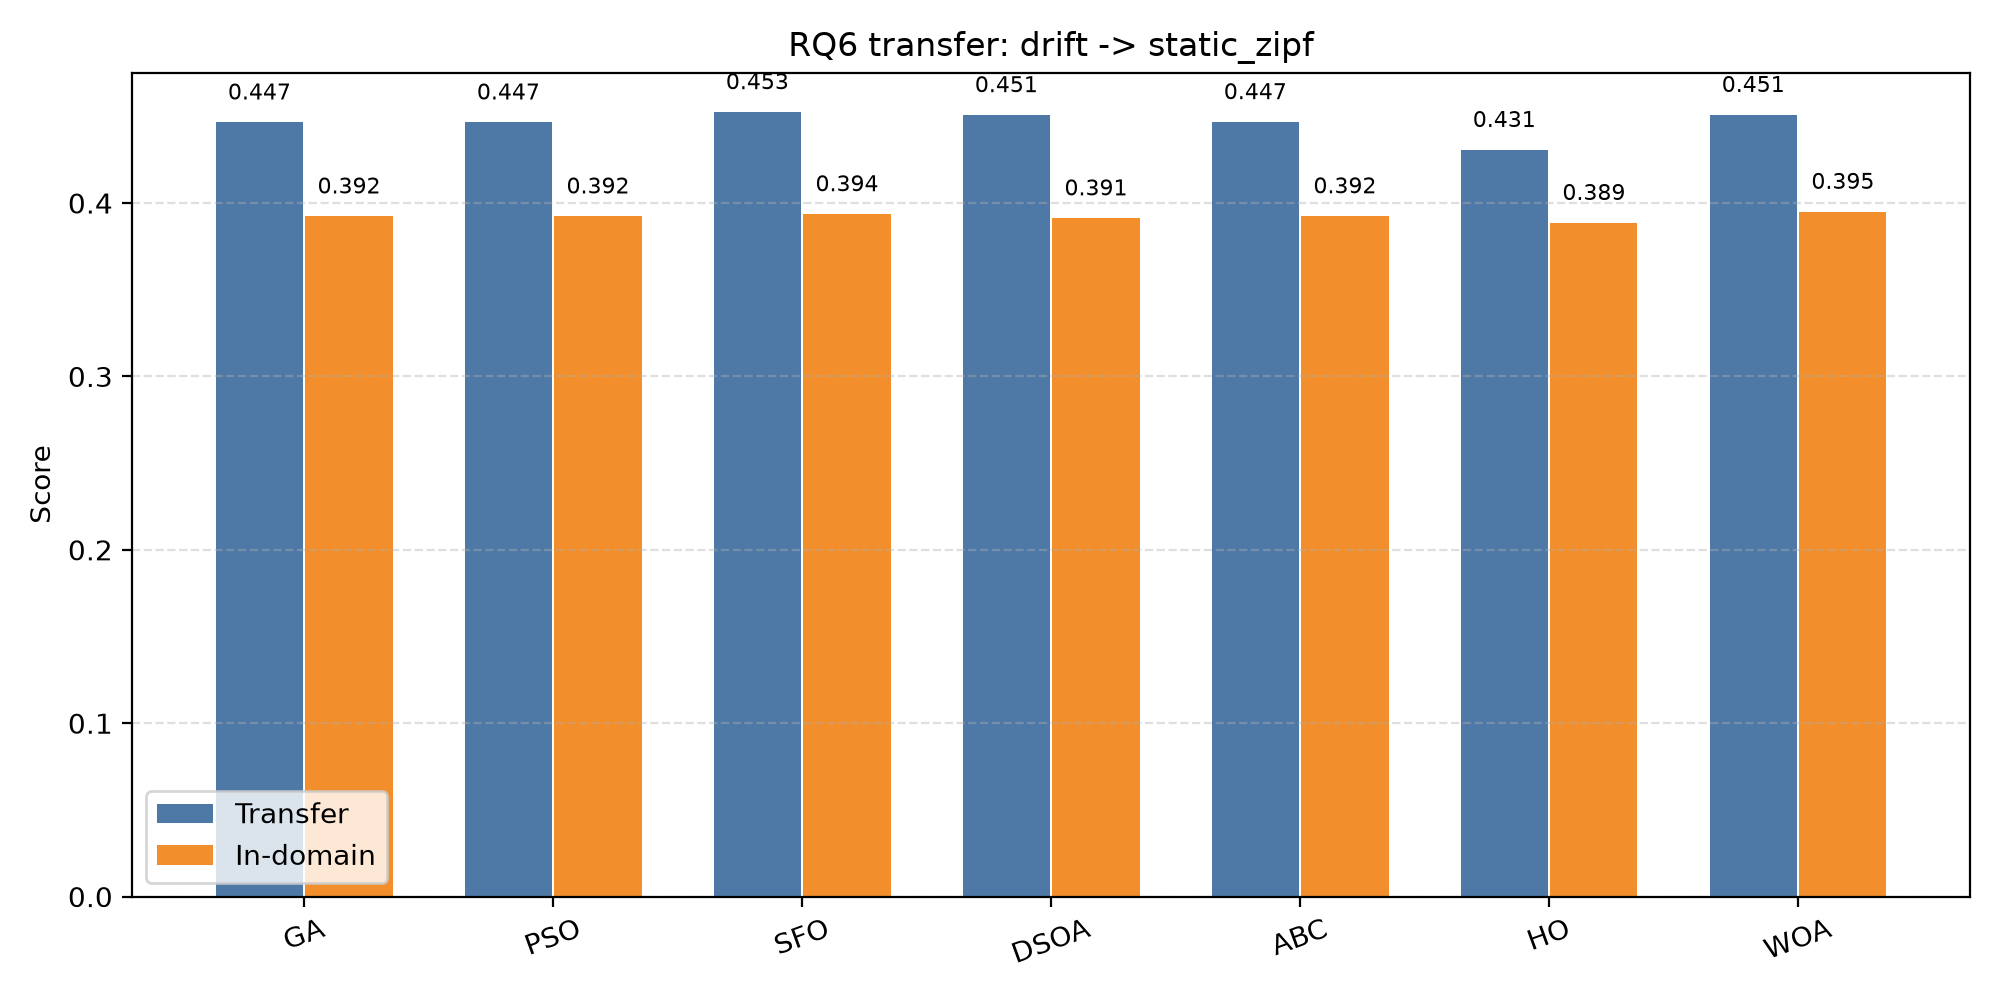 RQ6 transfer: drift -> static_zipf
0.447
0.392
0.447
0.392
0.453
0.394
0.451
0.391
0.447
0.392
0.431
0.389
0.451
0.395
Score
0.4
0.3
0.2
0.1
0.0
Transfer
In-domain
GA
PSO
SFO
DSOA
ABC
HO
WOA